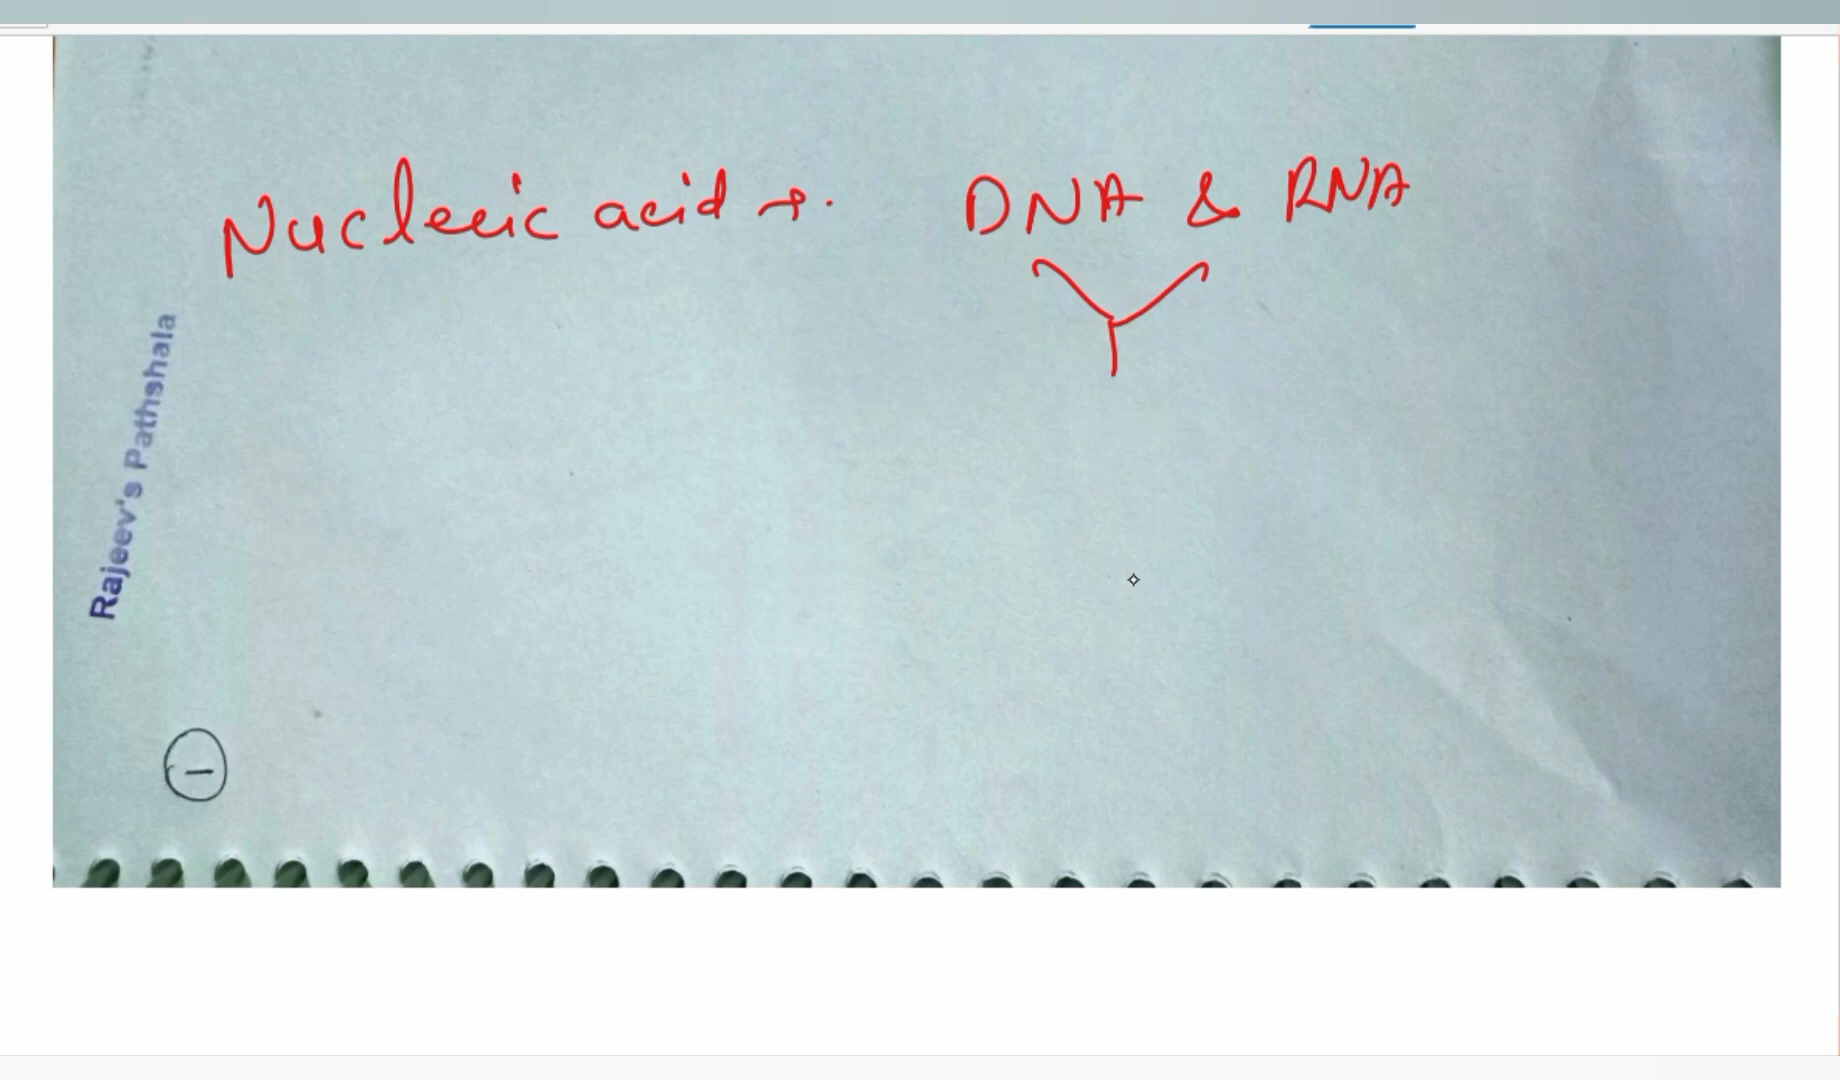 Nucleeic acid →.  DNA & RNA
Rajeev's Pathshala